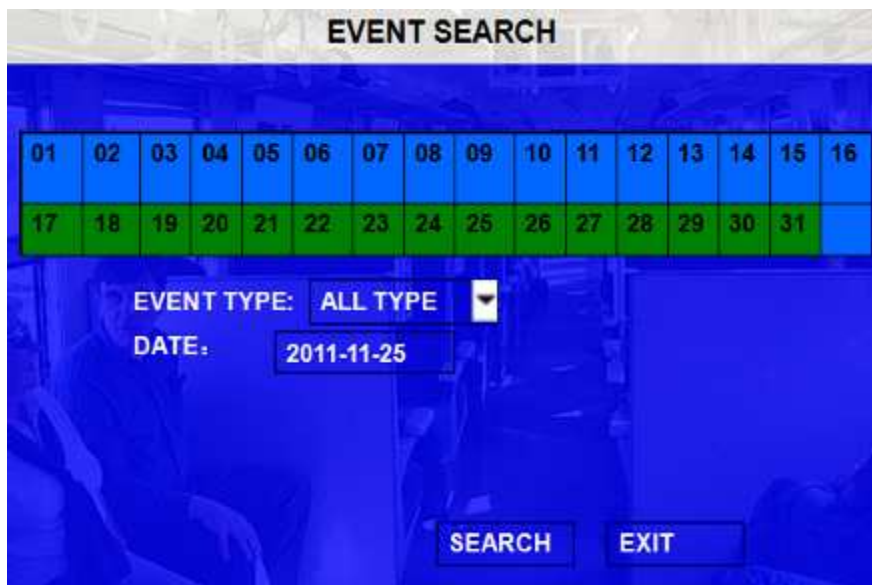 EVENT SEARCH
01 02 03 04 05 06 07 08 09 10 11 12 13 14 15 16
17 18 19 20 21 22 23 24 25 26 27 28 29 30 31
EVENT TYPE: ALL TYPE
DATE: 2011-11-25
SEARCH EXIT